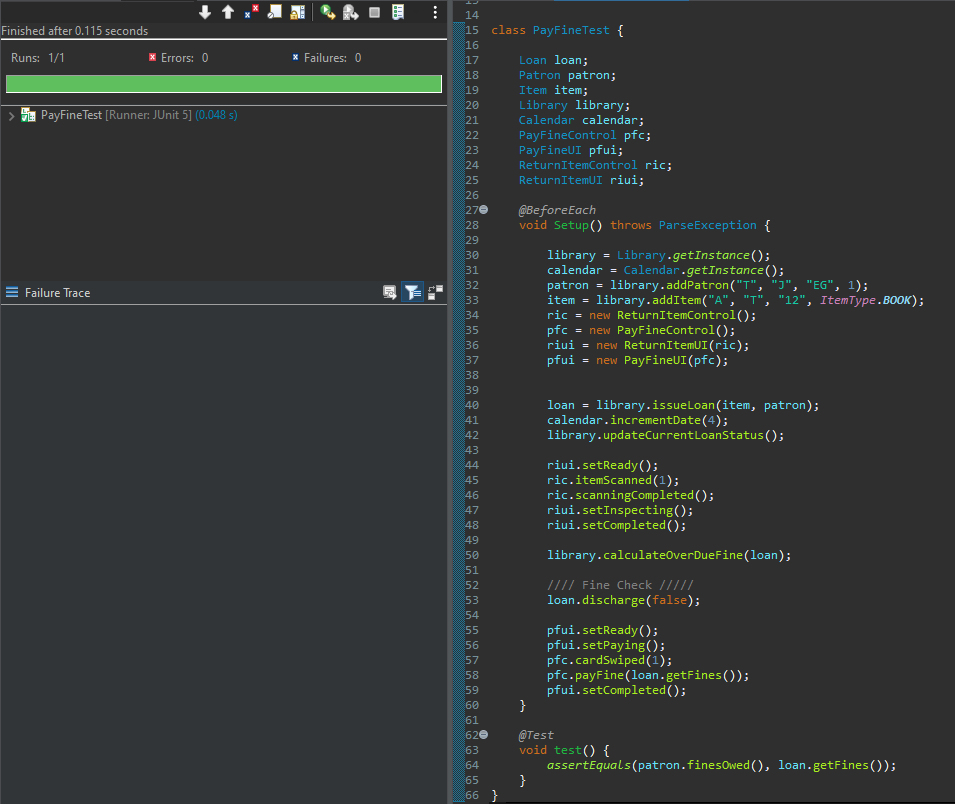 Finished after 0.115 seconds
Runs: 1/1 Errors: 0 Failures: 0
PayFineTest [Runner: JUnit 5] (0.048 s)
Failure Trace
14
15 class PayFineTest {
16
17 Loan loan;
18 Patron patron;
19 Item item;
20 Library library;
21 Calendar calendar;
22 PayFineControl pfc;
23 PayFineUI pfui;
24 ReturnItemControl ric;
25 ReturnItemUI riui;
26
27 @BeforeEach
28 void Setup() throws ParseException {
29
30 library = Library.getInstance();
31 calendar = Calendar.getInstance();
32 patron = library.addPatron("T", "J", "EG", 1);
33 item = library.addItem("A", "T", "12", ItemType.BOOK);
34 ric = new ReturnItemControl();
35 pfc = new PayFineControl();
36 riui = new ReturnItemUI(ric);
37 pfui = new PayFineUI(pfc);
38
39
40 loan = library.issueLoan(item, patron);
41 calendar.incrementDate(4);
42 library.updateCurrentLoanStatus();
43
44 riui.setReady();
45 ric.itemScanned(1);
46 ric.scanningCompleted();
47 riui.setInspecting();
48 riui.setCompleted();
49
50 library.calculateOverDueFine(loan);
51
52 //// Fine Check /////
53 loan.discharge(false);
54
55 pfui.setReady();
56 pfui.setPaying();
57 pfc.cardSwiped(1);
58 pfc.payFine(loan.getFines());
59 pfui.setCompleted();
60 }
61
62 @Test
63 void test() {
64 assertEquals(patron.finesOwed(), loan.getFines());
65 }
66 }